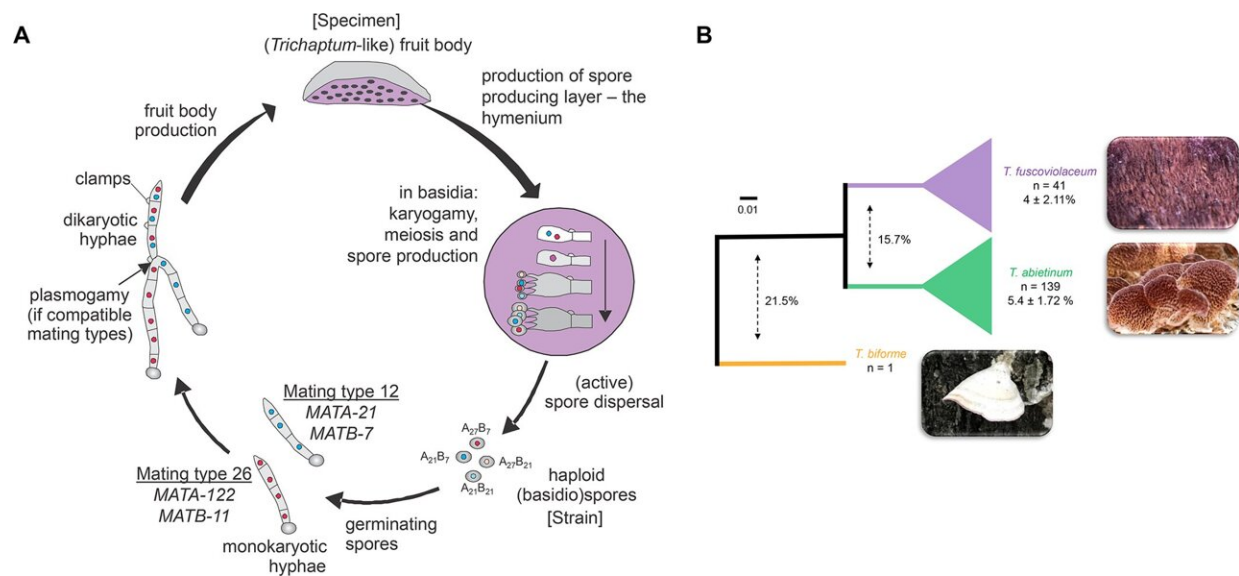 A
[Specimen]
(Trichaptum-like) fruit body
production of spore
producing layer – the
hymenium
in basidia:
karyogamy,
meiosis and
spore production
(active)
spore dispersal
A27B7
A21B7
A27B21
A21B21
haploid
(basidio)spores
[Strain]
germinating
spores
Mating type 12
MATA-21
MATB-7
Mating type 26
MATA-122
MATB-11
monokaryotic
hyphae
plasmogamy
(if compatible
mating types)
dikaryotic
hyphae
clamps
fruit body
production
B
0.01
T. fuscoviolaceum
n = 41
4 ± 2.11%
15.7%
T. abietinum
n = 139
5.4 ± 1.72 %
21.5%
T. biforme
n = 1